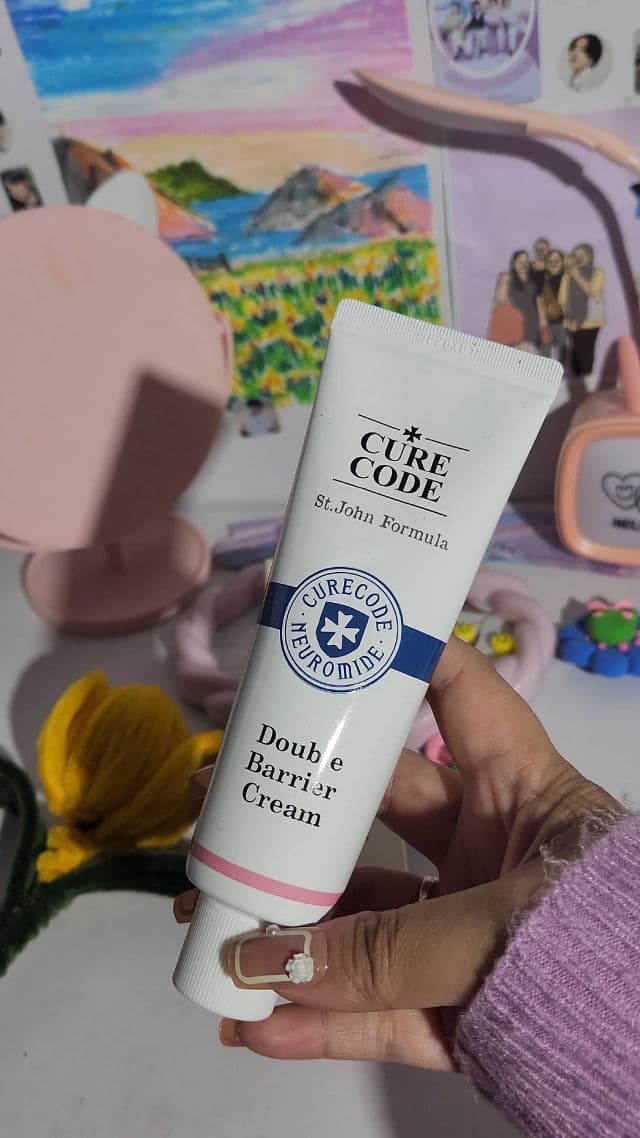 CURE
CODE
St.John Formula
CURECODE
NEUROMIDE
Double
Barrier
Cream